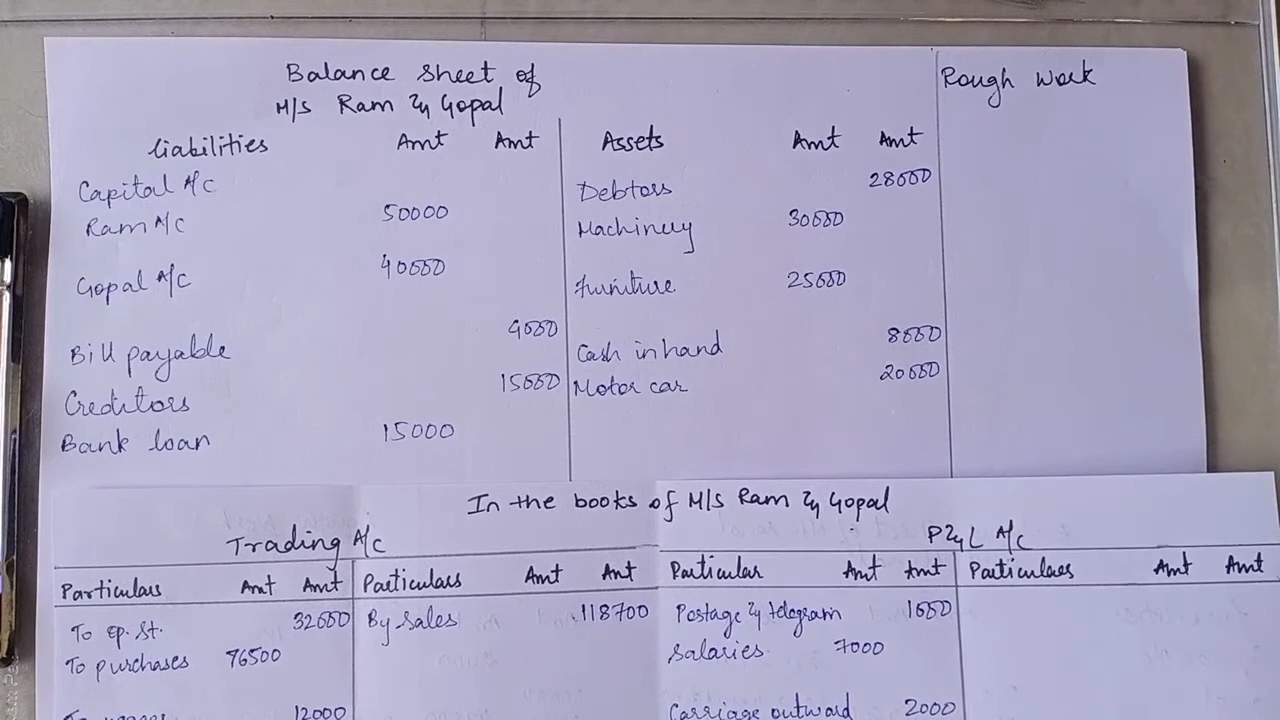 Balance Sheet of
M/S Ram & Gopal
Rough Work
Liabilities Amt Amt Assets Amt Amt
Capital A/c Debtors 28000
Ram A/c 50000 Machinery 30000
Gopal A/c 40000 Furniture 25000
Bill payable 9000 Cash in hand 8000
Creditors 15000 Motor car 20000
Bank loan 15000
In the books of M/S Ram & Gopal
Trading A/c P&L A/c
Particulars Amt Amt Particulars Amt Amt Particular Amt Amt Particulars Amt Amt
To op. St. 32000 By Sales 118700 Postage & telegram 1000
To purchases 76500 Salaries 7000
12000 Carriage outward 2000